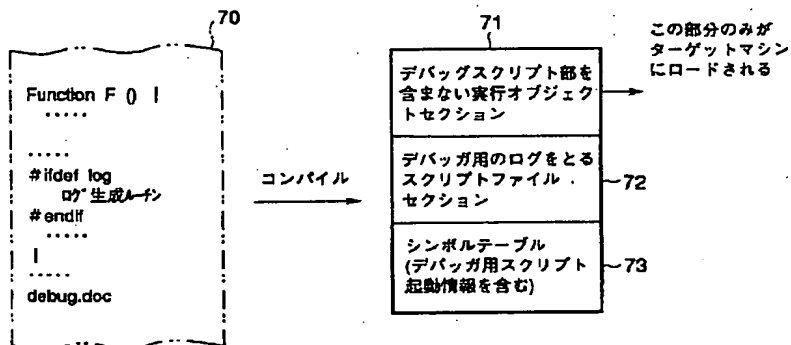 70
Function F () |
.....
.....
#ifdef log
ログ生成ルーチン
#endif
.....
|
.....
debug.doc
コンパイル
71
デバッグスクリプト部を
含まない実行オブジェク
トセクション
デバッガ用のログをとる
スクリプトファイル
セクション
72
シンボルテーブル
(デバッガ用スクリプト
起動情報を含む)
73
この部分のみが
ターゲットマシン
にロードされる